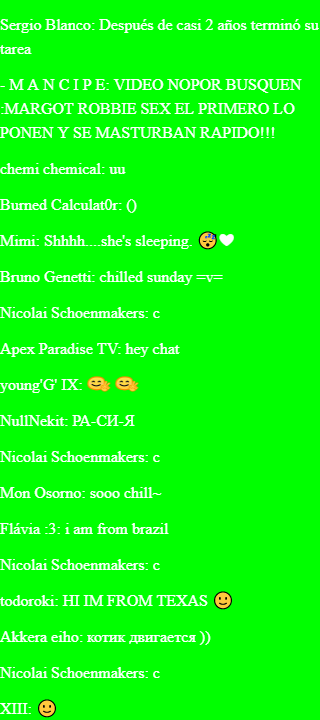 Sergio Blanco: Después de casi 2 años terminó su
tarea
- M A N C I P E: VIDEO NOPOR BUSQUEN
:MARGOT ROBBIE SEX EL PRIMERO LO
PONEN Y SE MASTURBAN RAPIDO!!!
chemi chemical: uu
Burned Calculat0r: ()
Mimi: Shhhh....she's sleeping. 😴🤍
Bruno Genetti: chilled sunday =v=
Nicolai Schoenmakers: c
Apex Paradise TV: hey chat
young'G' IX: 🤗 🤗
NullNekit: РА-СИ-Я
Nicolai Schoenmakers: c
Mon Osorno: sooo chill~
Flávia :3: i am from brazil
Nicolai Schoenmakers: c
todoroki: HI IM FROM TEXAS 🙂
Akkera eiho: котик двигается ))
Nicolai Schoenmakers: c
XIII: 🙂